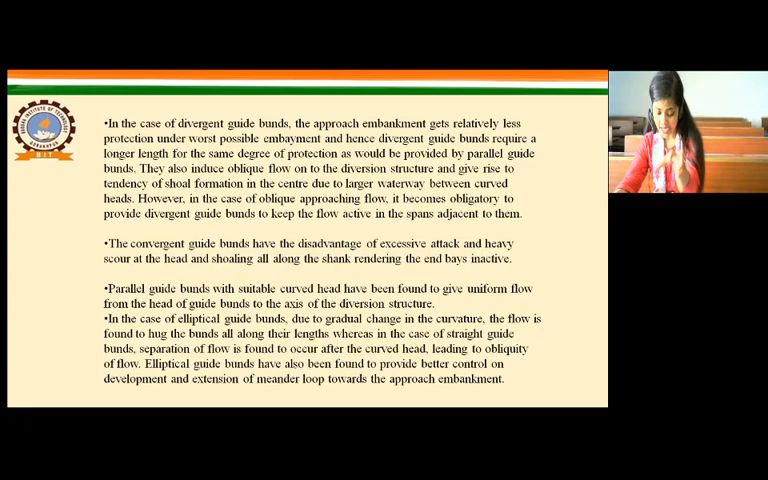 •In the case of divergent guide bunds, the approach embankment gets relatively less
protection under worst possible embayment and hence divergent guide bunds require a
longer length for the same degree of protection as would be provided by parallel guide
bunds. They also induce oblique flow on to the diversion structure and give rise to
tendency of shoal formation in the centre due to larger waterway between curved
heads. However, in the case of oblique approaching flow, it becomes obligatory to
provide divergent guide bunds to keep the flow active in the spans adjacent to them.
•The convergent guide bunds have the disadvantage of excessive attack and heavy
scour at the head and shoaling all along the shank rendering the end bays inactive.
•Parallel guide bunds with suitable curved head have been found to give uniform flow
from the head of guide bunds to the axis of the diversion structure.
•In the case of elliptical guide bunds, due to gradual change in the curvature, the flow is
found to hug the bunds all along their lengths whereas in the case of straight guide
bunds, separation of flow is found to occur after the curved head, leading to obliquity
of flow. Elliptical guide bunds have also been found to provide better control on
development and extension of meander loop towards the approach embankment.
INSTITUTE OF TECHNOLOGY
GORAKHPUR
BIT